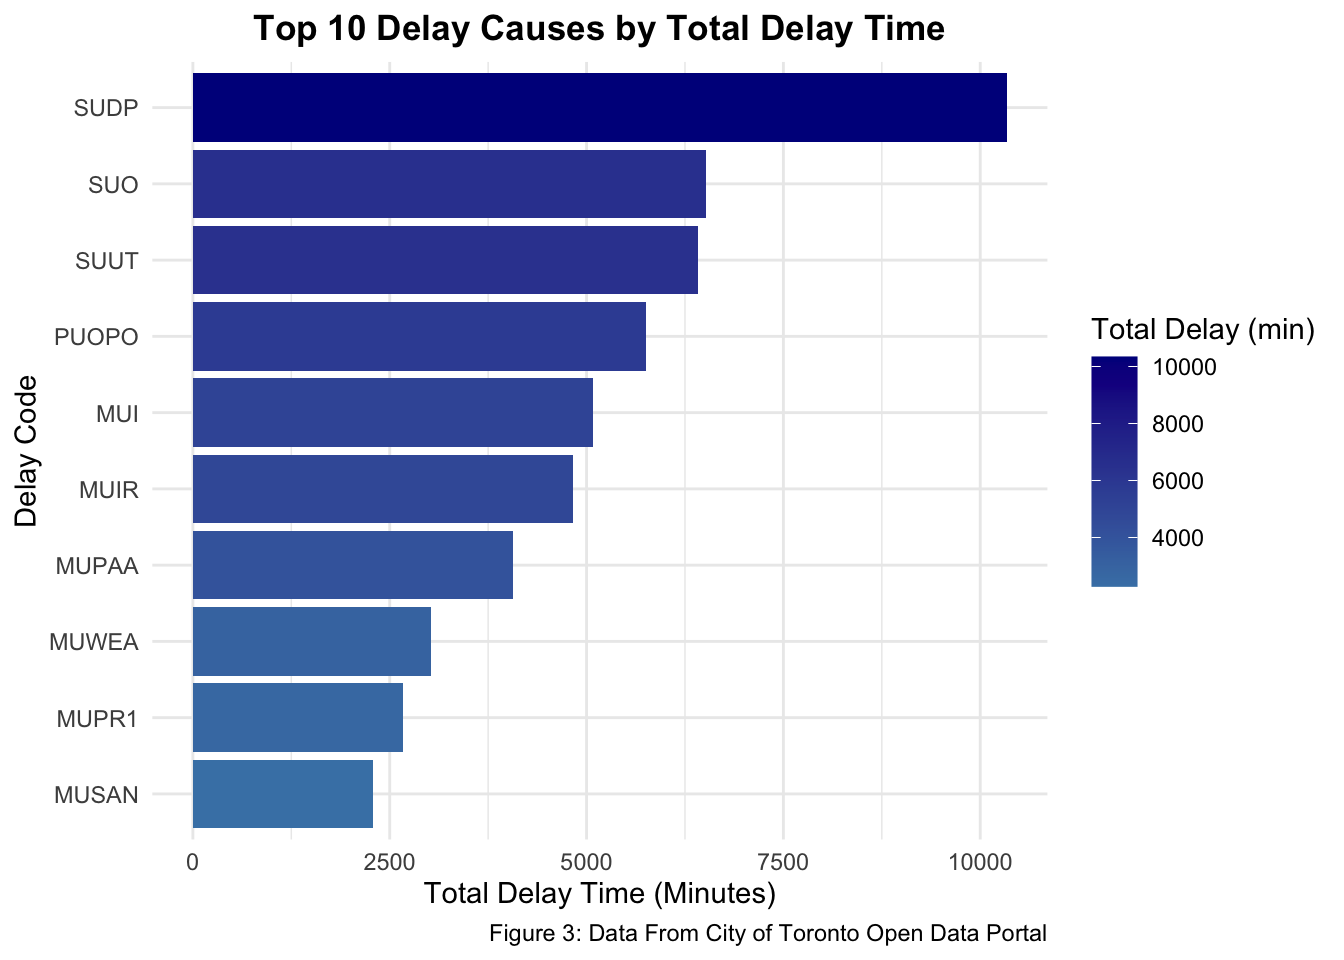 Top 10 Delay Causes by Total Delay Time
Delay Code
SUDP
SUO
SUUT
PUOPO
MUI
MUIR
MUPAA
MUWEA
MUPR1
MUSAN
0 2500 5000 7500 10000
Total Delay Time (Minutes)
Total Delay (min)
10000
8000
6000
4000
Figure 3: Data From City of Toronto Open Data Portal